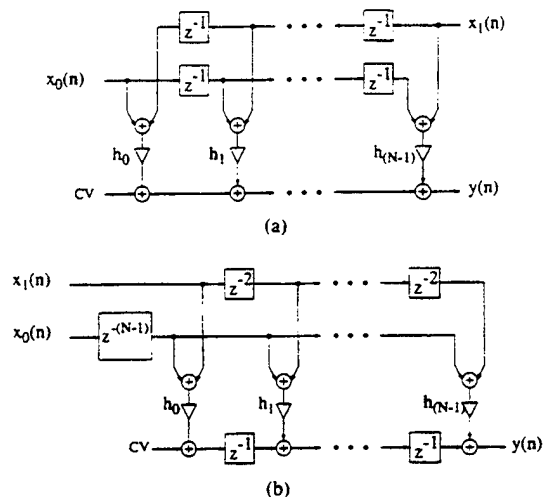 z⁻¹ z⁻¹ x₁(n)
x₀(n) z⁻¹ z⁻¹
h₀ h₁ h₍N-1₎
CV y(n)
(a)
x₁(n) z⁻² z⁻²
x₀(n) z⁻⁽ᴺ⁻¹⁾
h₀ h₁ h₍N-1₎
CV z⁻¹ z⁻¹ y(n)
(b)